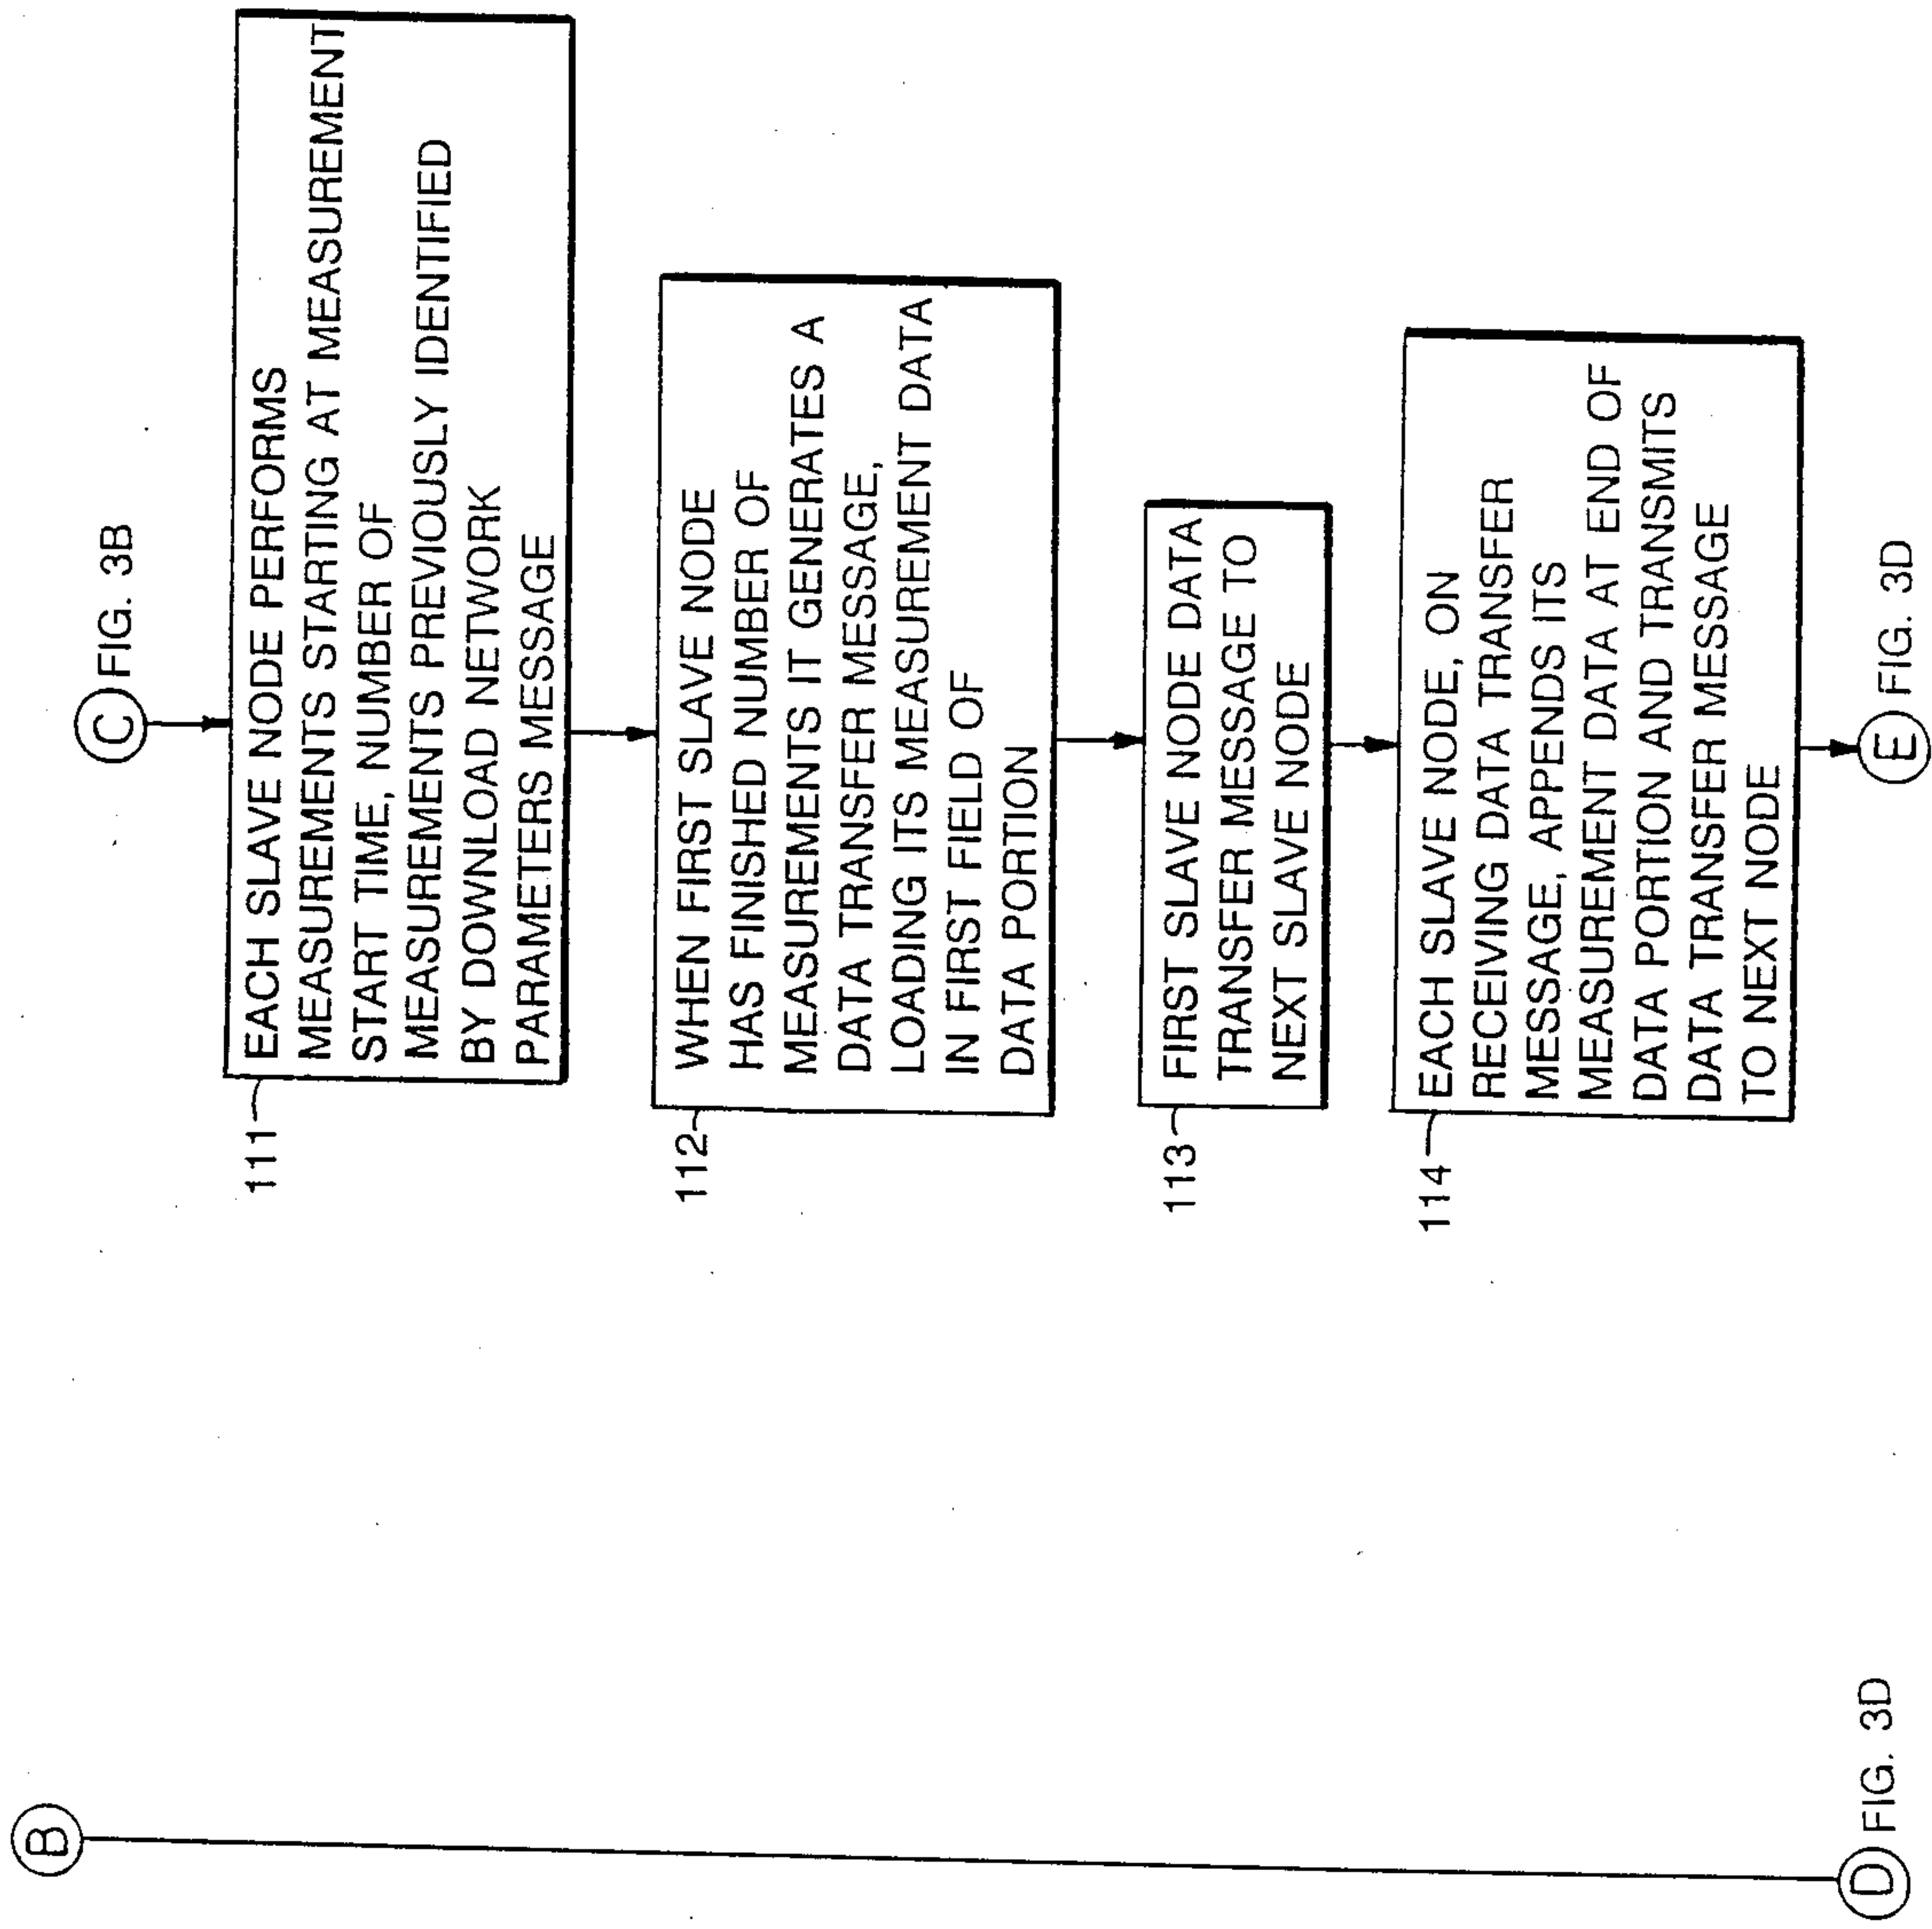 C FIG. 3B
111
EACH SLAVE NODE PERFORMS
MEASUREMENTS STARTING AT MEASUREMENT
START TIME, NUMBER OF
MEASUREMENTS PREVIOUSLY IDENTIFIED
BY DOWNLOAD NETWORK
PARAMETERS MESSAGE
112
WHEN FIRST SLAVE NODE
HAS FINISHED NUMBER OF
MEASUREMENTS IT GENERATES A
DATA TRANSFER MESSAGE,
LOADING ITS MEASUREMENT DATA
IN FIRST FIELD OF
DATA PORTION
113
FIRST SLAVE NODE DATA
TRANSFER MESSAGE TO
NEXT SLAVE NODE
114
EACH SLAVE NODE, ON
RECEIVING DATA TRANSFER
MESSAGE, APPENDS ITS
MEASUREMENT DATA AT END OF
DATA PORTION AND TRANSMITS
DATA TRANSFER MESSAGE
TO NEXT NODE
E FIG. 3D
B
D FIG. 3D